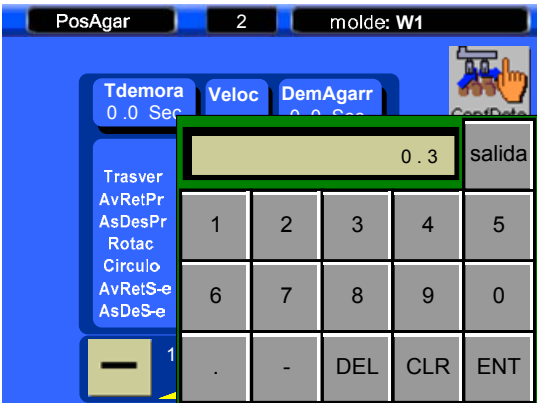 PosAgar 2 molde: W1
Tdemora Veloc DemAgarr
0.0 Sec
0.3 salida
Trasver
AvRetPr
AsDesPr
Rotac
Circulo
AvRetS-e
AsDeS-e
1 2 3 4 5
6 7 8 9 0
. - DEL CLR ENT
1